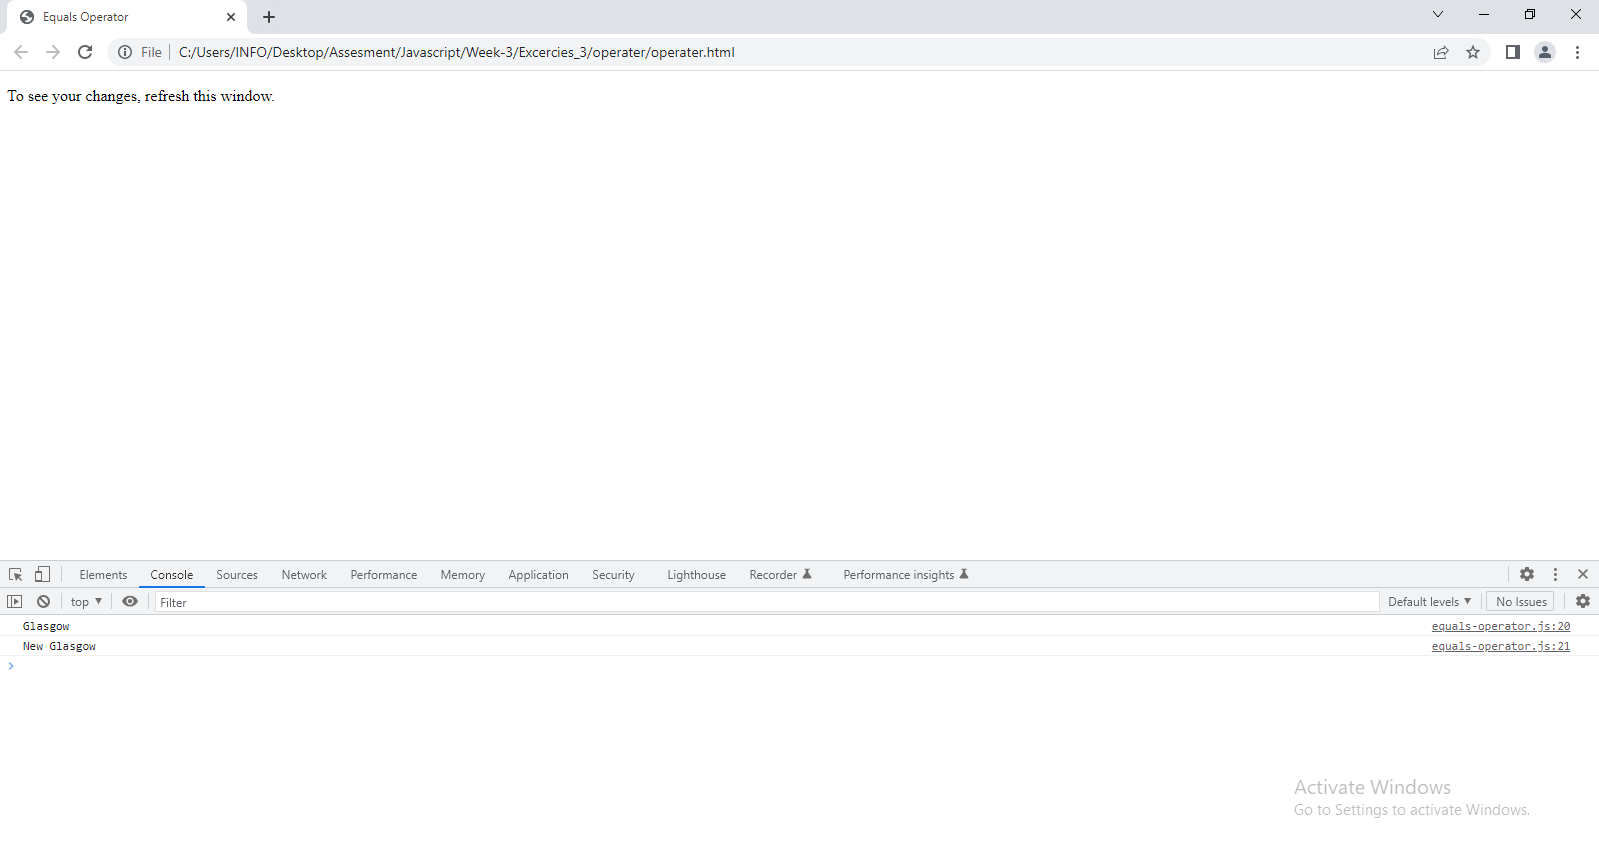 Equals Operator
File C:/Users/INFO/Desktop/Assesment/Javascript/Week-3/Excercies_3/operater/operater.html
To see your changes, refresh this window.
Elements Console Sources Network Performance Memory Application Security Lighthouse Recorder Performance insights
top Filter Default levels No Issues
Glasgow equals-operator.js:20
New Glasgow equals-operator.js:21
Activate Windows
Go to Settings to activate Windows.